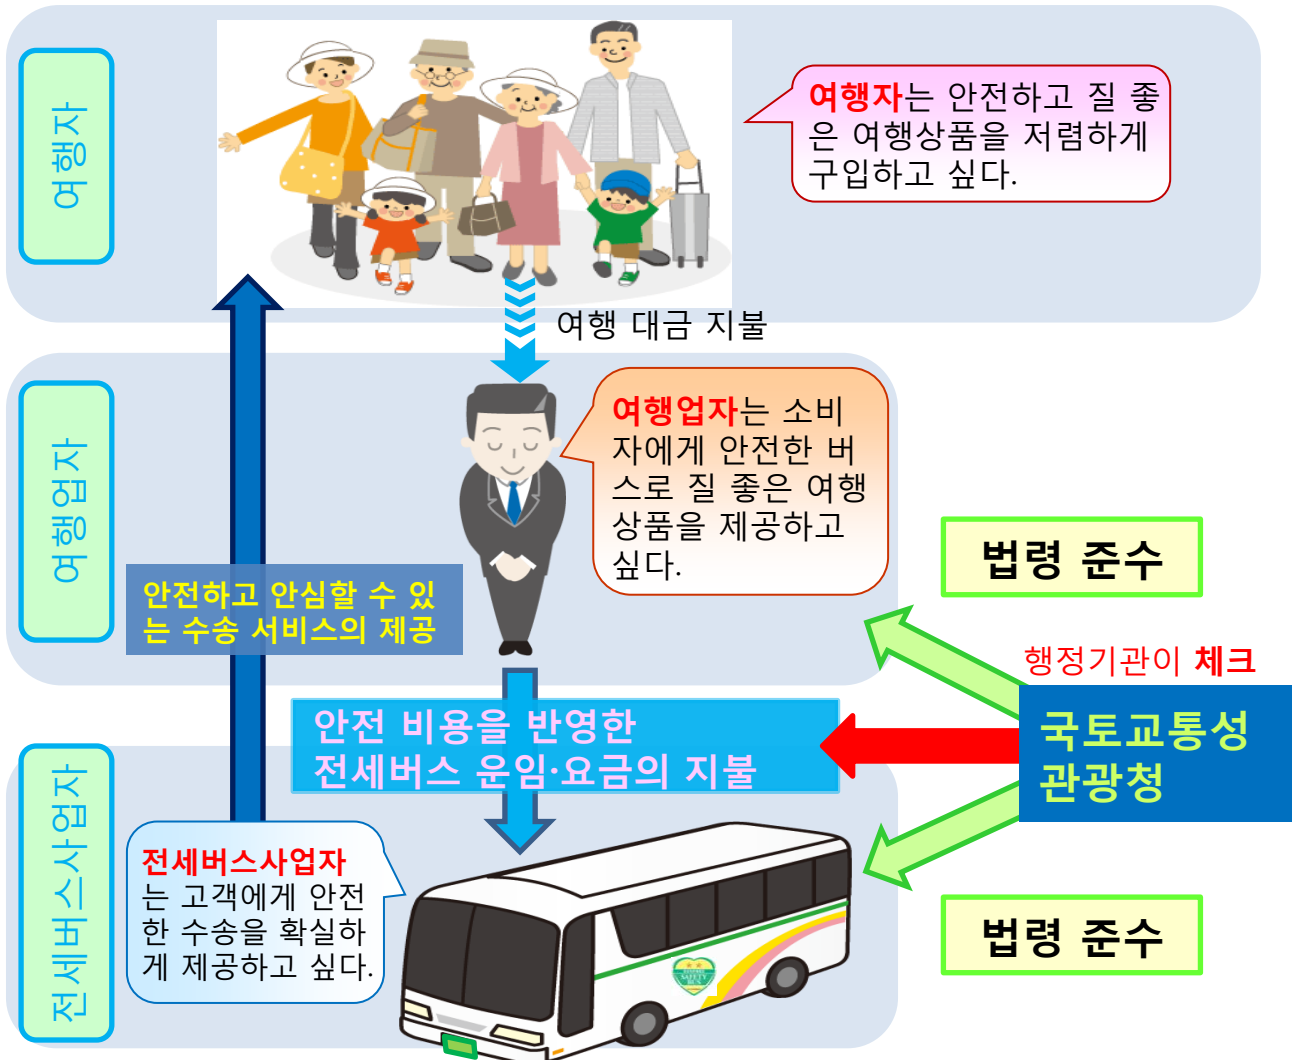 여행자
여행자는 안전하고 질 좋
은 여행상품을 저렴하게
구입하고 싶다.
여행 대금 지불
여행업자
여행업자는 소비
자에게 안전한 버
스로 질 좋은 여행
상품을 제공하고
싶다.
안전하고 안심할 수 있
는 수송 서비스의 제공
법령 준수
행정기관이 체크
국토교통성
관광청
안전 비용을 반영한
전세버스 운임·요금의 지불
전세버스사업자
전세버스사업자
는 고객에게 안전
한 수송을 확실하
게 제공하고 싶다.
SAFETY
BUS
법령 준수